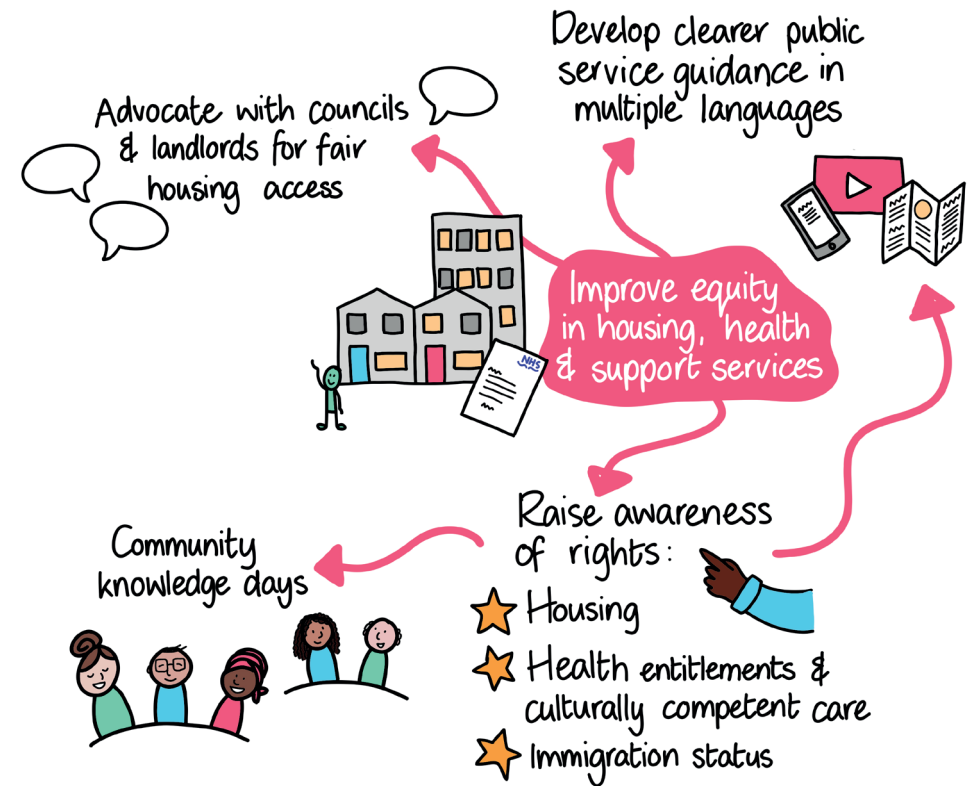 Develop clearer public
service guidance in
multiple languages
Advocate with councils
& landlords for fair
housing access
Improve equity
in housing, health
& support services
NHS
Raise awareness
of rights:
Housing
Health entitlements &
culturally competent care
Immigration status
Community
knowledge days